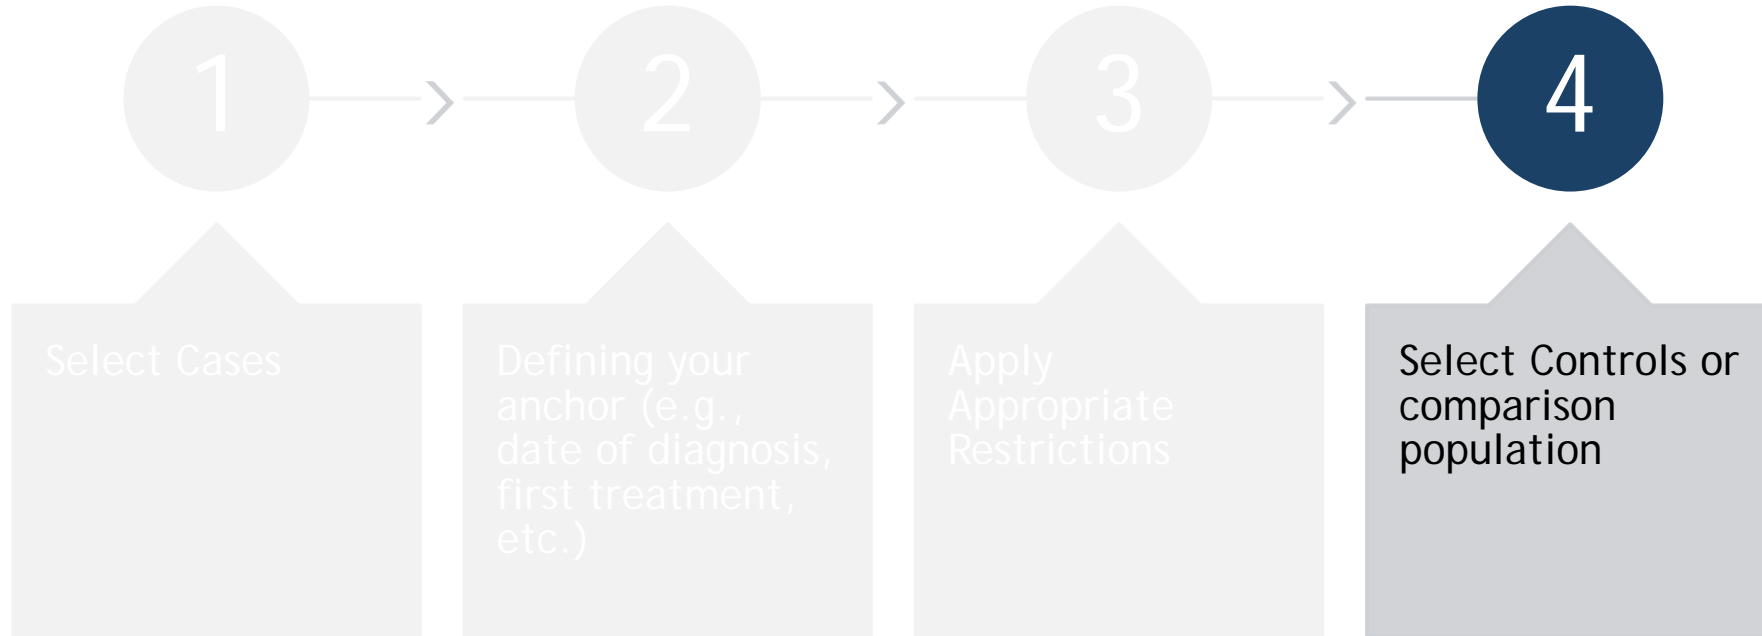 1
2
3
4
Select Cases
Defining your
anchor (e.g.,
date of diagnosis,
first treatment,
etc.)
Apply
Appropriate
Restrictions
Select Controls or
comparison
population